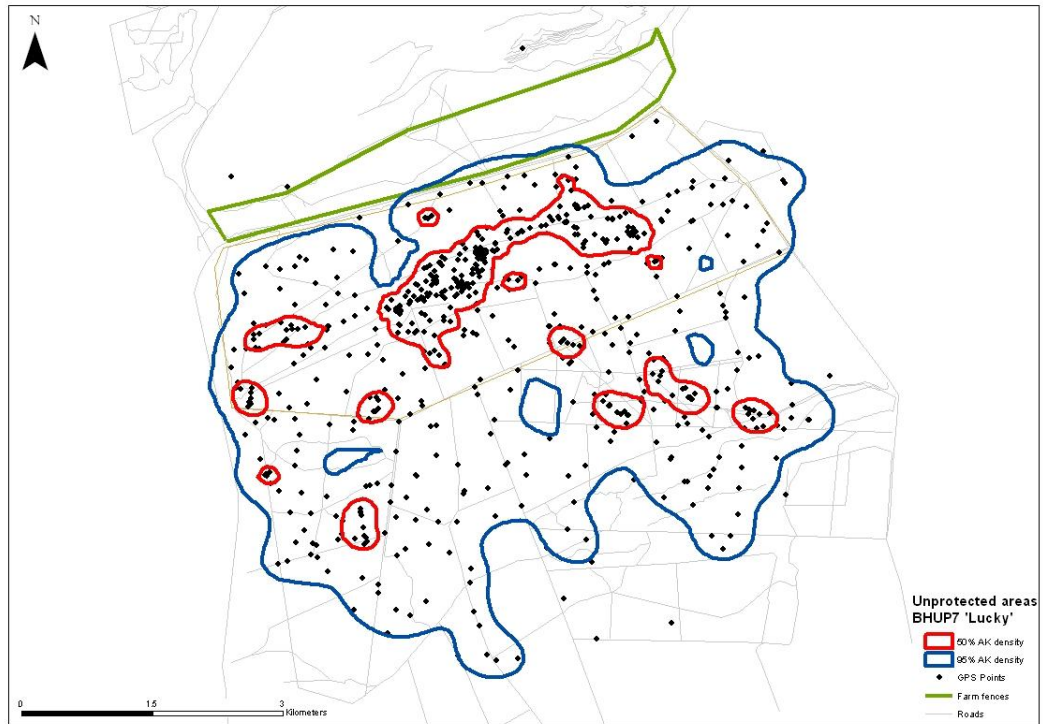 N
Unprotected areas
BHUP7 'Lucky'
50% AK density
95% AK density
GPS Points
Farm fences
Roads
0 1.5 3
Kilometers